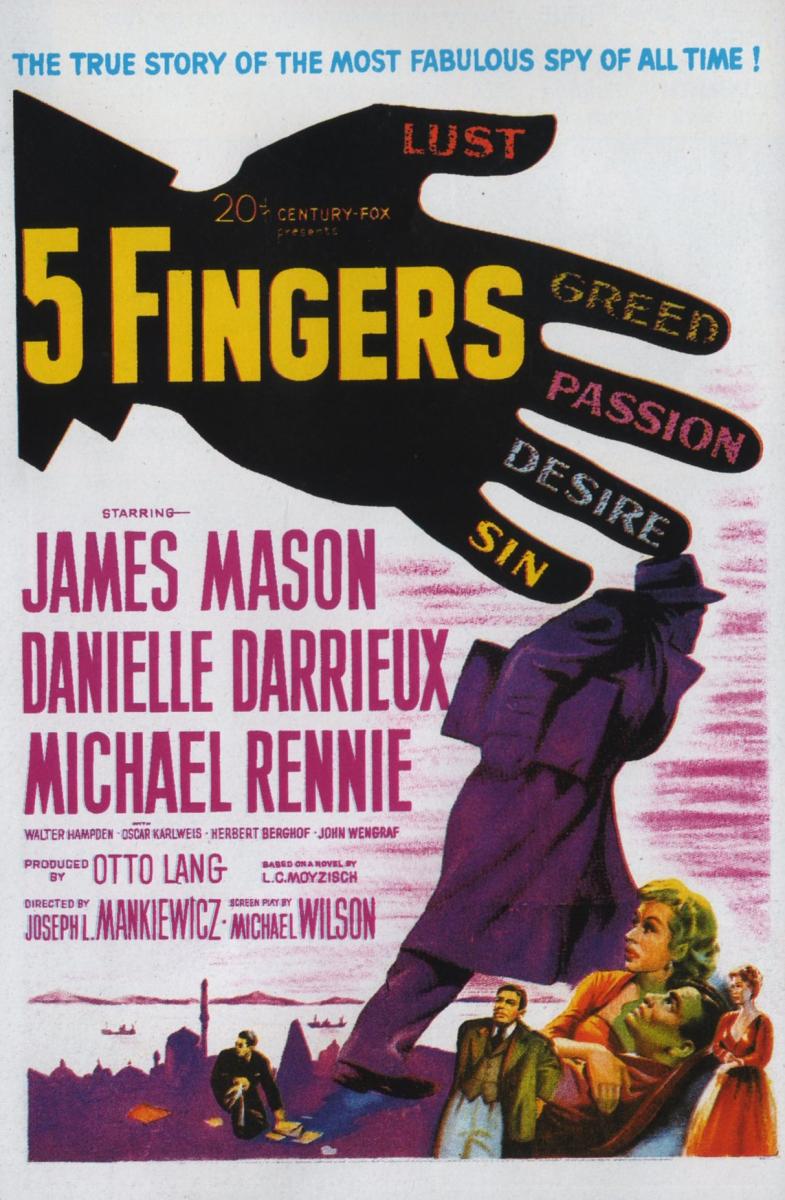 THE TRUE STORY OF THE MOST FABULOUS SPY OF ALL TIME !
LUST
20th CENTURY-FOX
presents
5 FINGERS
GREED
PASSION
DESIRE
SIN
STARRING—
JAMES MASON
DANIELLE DARRIEUX
MICHAEL RENNIE
WITH
WALTER HAMPDEN · OSCAR KARLWEIS · HERBERT BERGHOF · JOHN WENGRAF
PRODUCED BY OTTO LANG
BASED ON A NOVEL BY
L.C. MOYZISCH
DIRECTED BY JOSEPH L. MANKIEWICZ · SCREEN PLAY BY MICHAEL WILSON